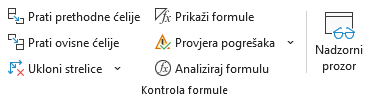 Prati prethodne ćelije
Prati ovisne ćelije
Ukloni strelice
Prikaži formule
Provjera pogrešaka
Analiziraj formulu
Nadzorni
prozor
Kontrola formule